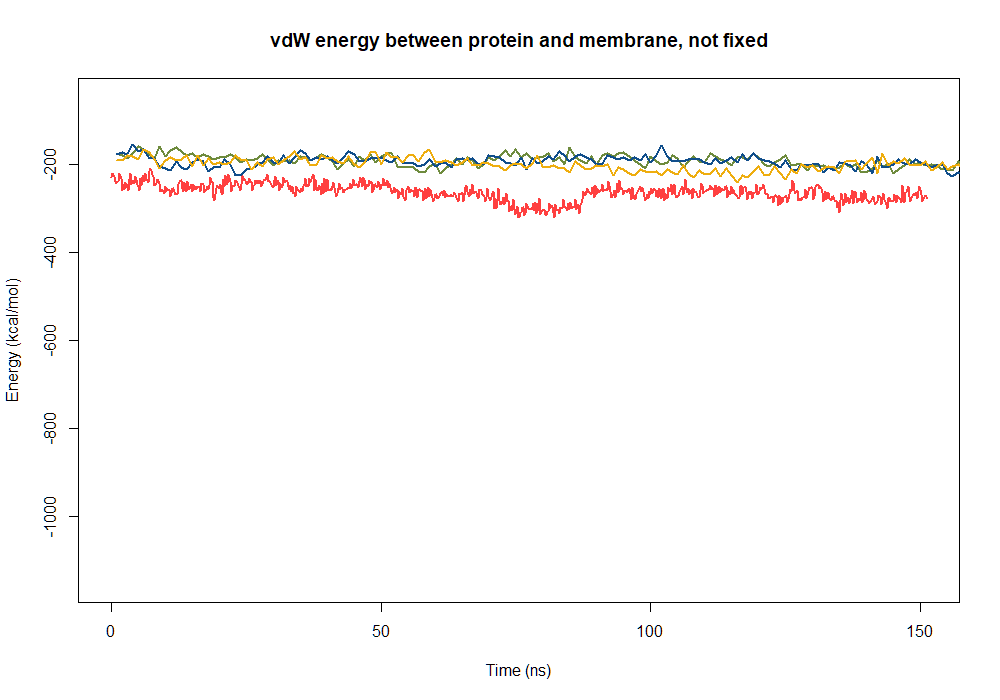 vdW energy between protein and membrane, not fixed
Energy (kcal/mol)
-200
-400
-600
-800
-1000
0 50 100 150
Time (ns)